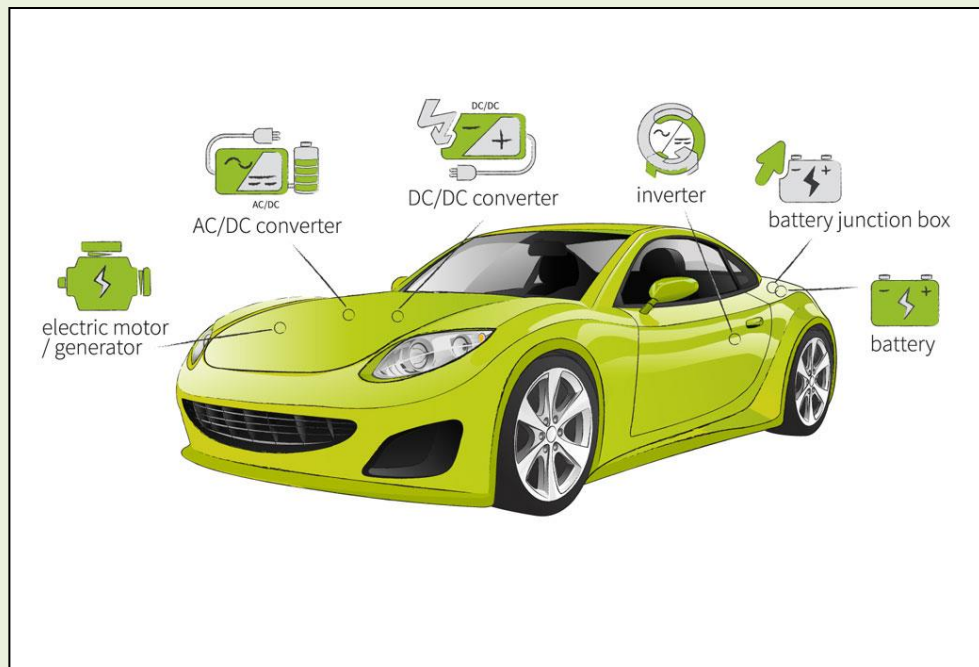 DC/DC
AC/DC
AC/DC converter
DC/DC converter
inverter
battery junction box
electric motor
/ generator
battery